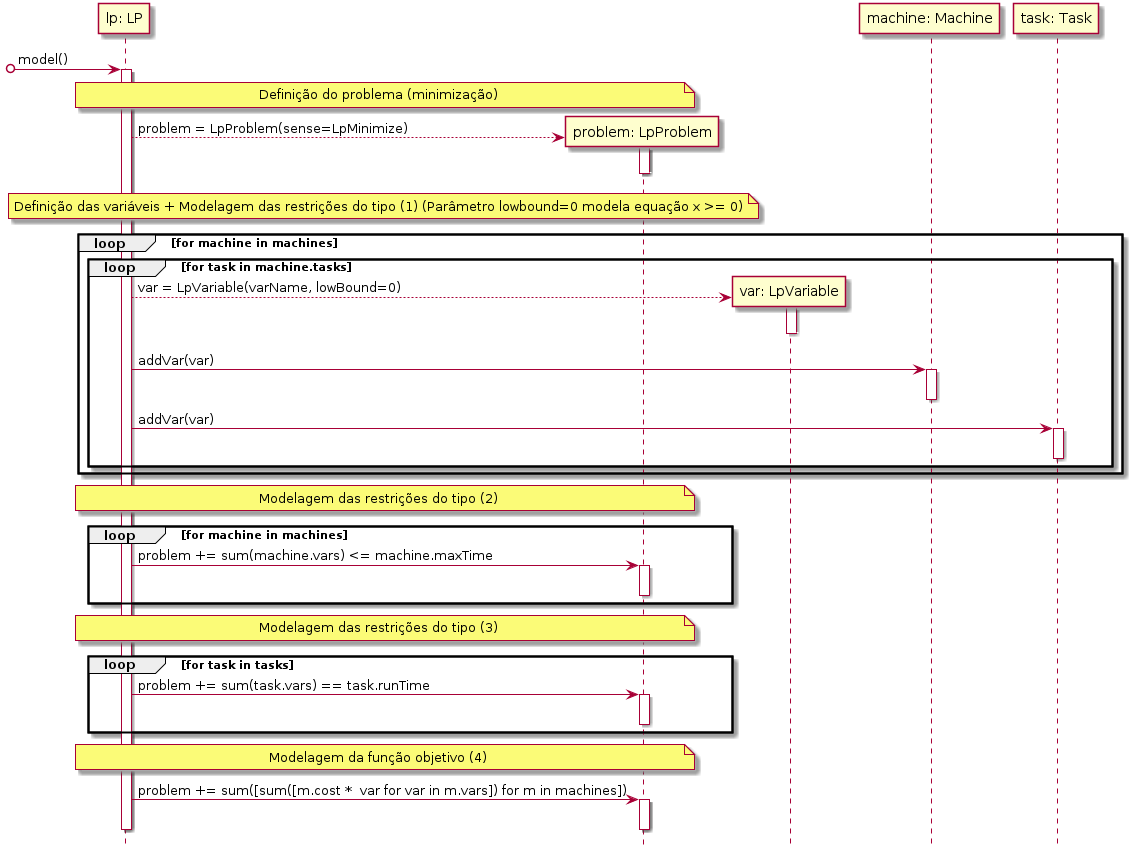 lp: LP
machine: Machine
task: Task
model()
Definição do problema (minimização)
problem = LpProblem(sense=LpMinimize)
problem: LpProblem
Definição das variáveis + Modelagem das restrições do tipo (1) (Parâmetro lowbound=0 modela equação x >= 0)
loop
[for machine in machines]
loop
[for task in machine.tasks]
var = LpVariable(varName, lowBound=0)
var: LpVariable
addVar(var)
addVar(var)
Modelagem das restrições do tipo (2)
loop
[for machine in machines]
problem += sum(machine.vars) <= machine.maxTime
Modelagem das restrições do tipo (3)
loop
[for task in tasks]
problem += sum(task.vars) == task.runTime
Modelagem da função objetivo (4)
problem += sum([sum([m.cost *  var for var in m.vars]) for m in machines])